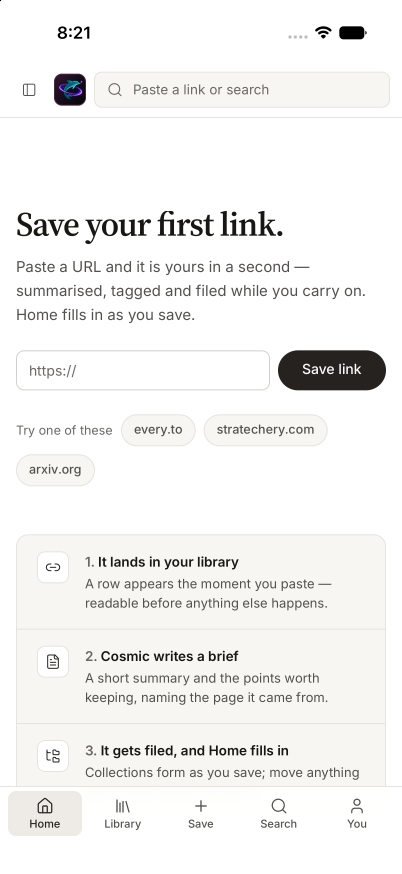 8:21
Paste a link or search
Save your first link.
Paste a URL and it is yours in a second —
summarised, tagged and filed while you carry on.
Home fills in as you save.
https://
Save link
Try one of these
every.to
stratechery.com
arxiv.org
1. It lands in your library
A row appears the moment you paste —
readable before anything else happens.
2. Cosmic writes a brief
A short summary and the points worth
keeping, naming the page it came from.
3. It gets filed, and Home fills in
Collections form as you save; move anything
Home
Library
Save
Search
You